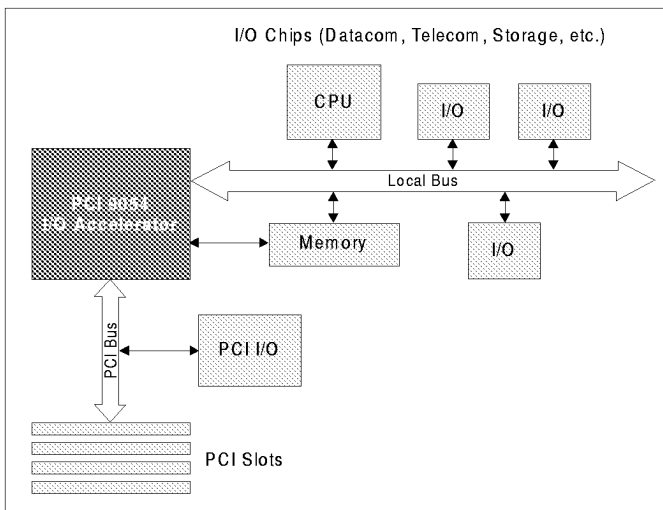 I/O Chips (Datacom, Telecom, Storage, etc.)
CPU
I/O
I/O
Local Bus
PCI 9054
I/O Accelerator
Memory
I/O
PCI Bus
PCI I/O
PCI Slots